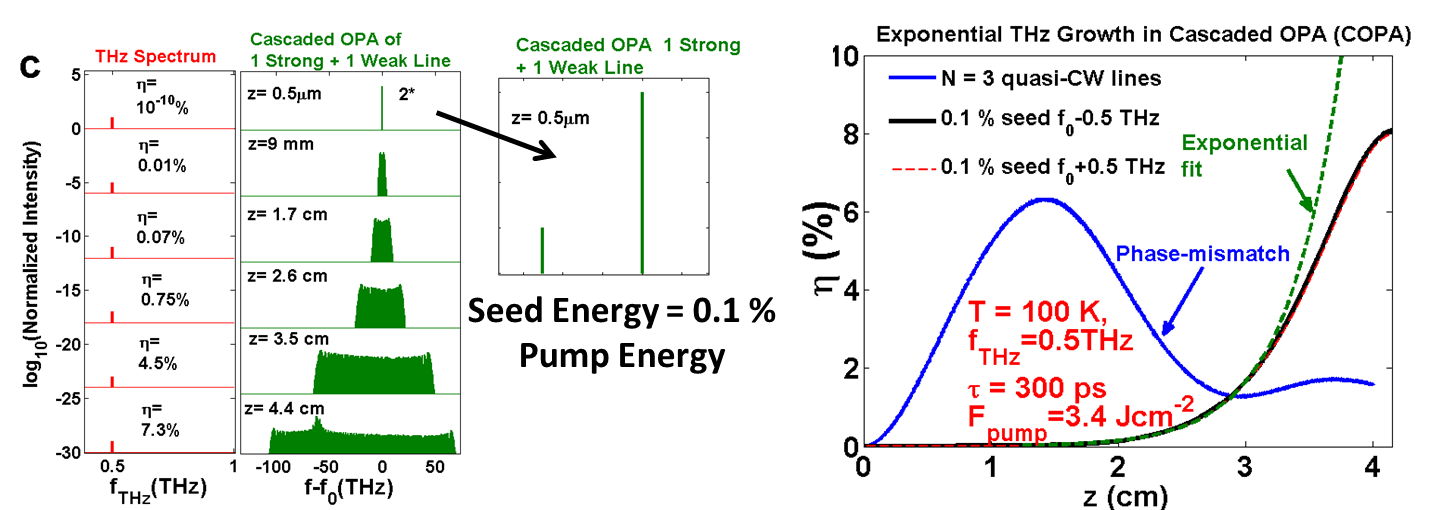 c
THz Spectrum
log10(Normalized Intensity)
5
0
-5
-10
-15
-20
-25
-30
η=
10-10%
η=
0.01%
η=
0.07%
η=
0.75%
η=
4.5%
η=
7.3%
0.5
1
fTHz(THz)
Cascaded OPA of
1 Strong + 1 Weak Line
z= 0.5μm
2*
z=9 mm
z= 1.7 cm
z= 2.6 cm
z= 3.5 cm
z= 4.4 cm
-100
-50
0
50
f-f0(THz)
Cascaded OPA 1 Strong
+ 1 Weak Line
z= 0.5μm
Seed Energy = 0.1 %
Pump Energy
Exponential THz Growth in Cascaded OPA (COPA)
η (%)
10
8
6
4
2
0
N = 3 quasi-CW lines
0.1 % seed f0-0.5 THz
0.1 % seed f0+0.5 THz
Exponential
fit
Phase-mismatch
T = 100 K,
fTHz=0.5THz
τ = 300 ps
Fpump=3.4 Jcm-2
0
1
2
3
4
z (cm)